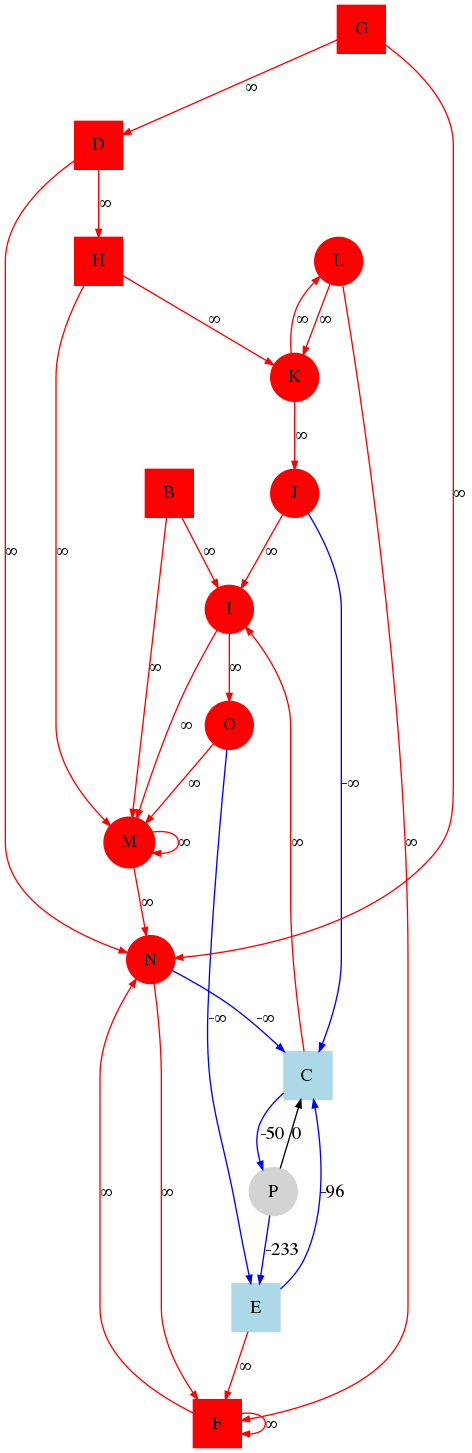 G
∞
D
∞
H
L
∞
∞ ∞
K
∞
B
J
∞
∞ ∞ ∞ ∞
I
∞
∞
O
∞
-∞
∞
M
∞
∞
∞
∞
N
-∞ -∞
C
-50 0
P
∞ ∞
-96
-233
E
∞
F
∞